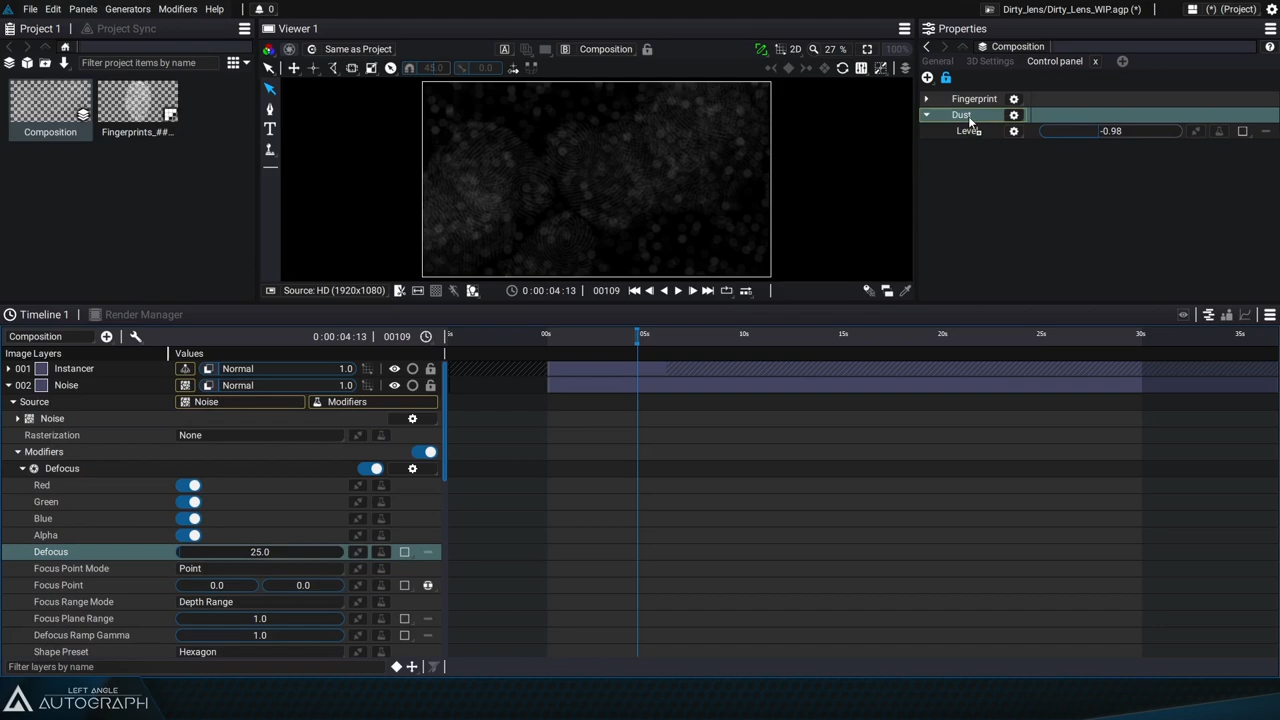 File Edit Panels Generators Modifiers Help 0 Dirty_lens/Dirty_Lens_WIP.agp (*) (*) (Project)
Project 1 Project Sync Viewer 1 Properties
Composition
Filter project items by name Same as Project A B Composition 2D 27 % 100%
General 3D Settings Control panel x
45.0 0.0
Composition Fingerprints_##...
Fingerprint
Dust
-0.98
Source: HD (1920x1080) 0:00:04:13 00109
Timeline 1 Render Manager
Composition 0:00:04:13 00109 00s 05s 10s 15s 20s 25s 30s 35s
Image Layers Values
001 Instancer Normal 1.0
002 Noise Normal 1.0
Source Noise Modifiers
Noise
Rasterization None
Modifiers
Defocus
Red
Green
Blue
Alpha
Defocus 25.0
Focus Point Mode Point
Focus Point 0.0 0.0
Focus Range Mode Depth Range
Focus Plane Range 1.0
Defocus Ramp Gamma 1.0
Shape Preset Hexagon
Filter layers by name
LEFT ANGLE
AUTOGRAPH